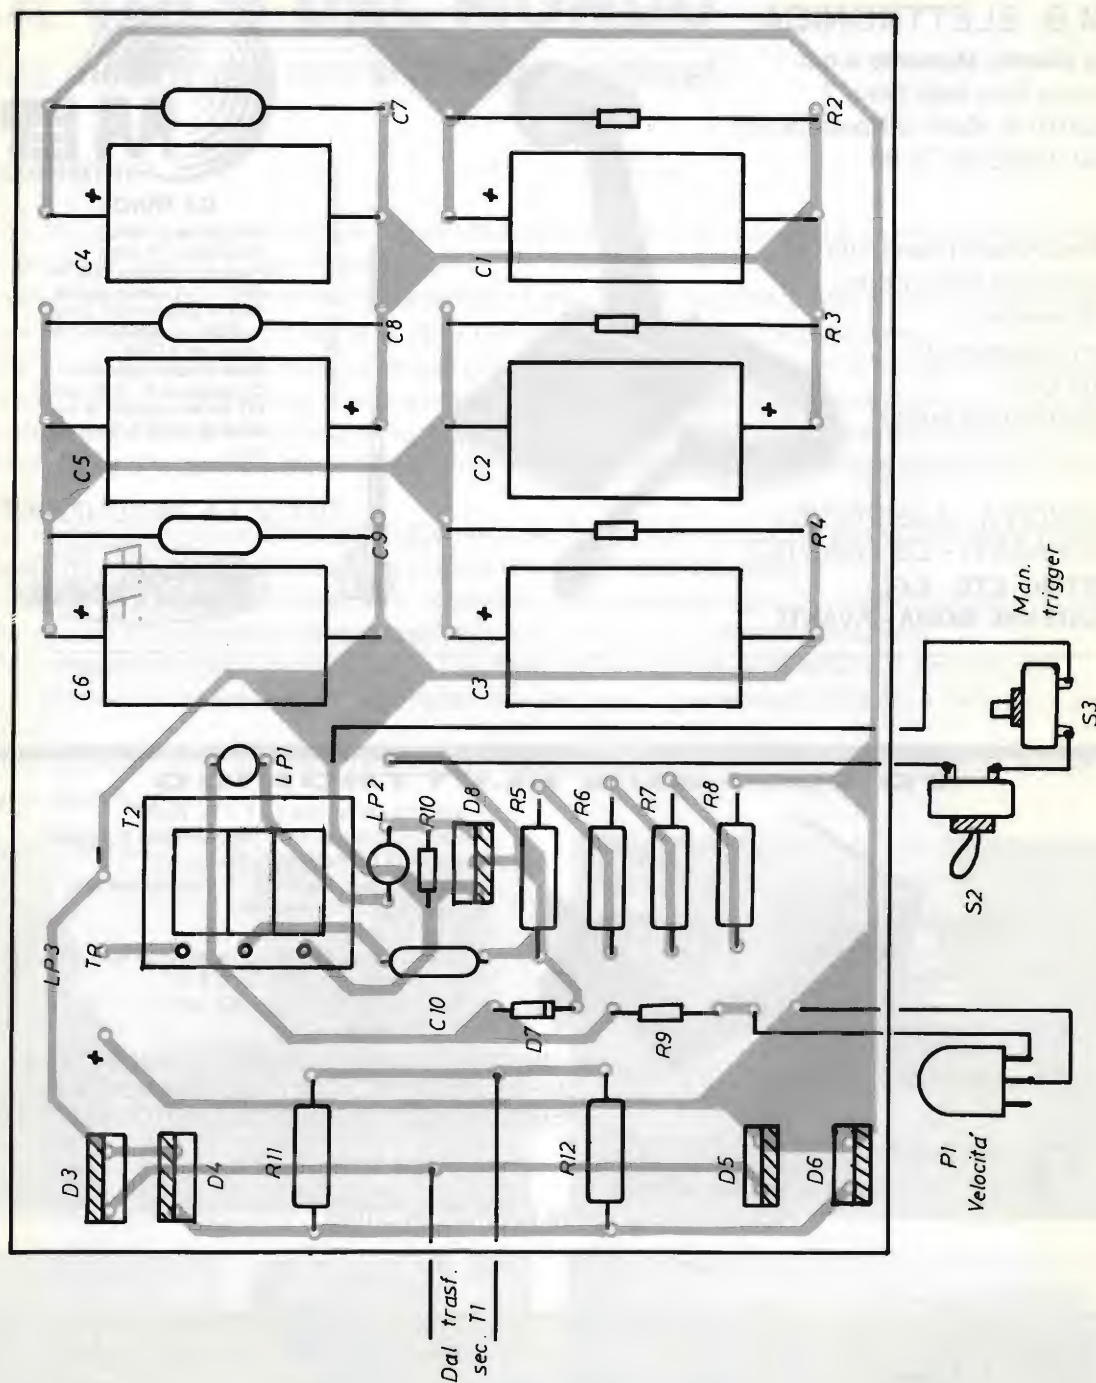 C7
R2
+
+
C4
C1
C8
R3
+
+
C5
C2
C9
R4
+
+
C6
C3
Man.
trigger
S3
S2
LP1
T2
LP2
R10
D8
R5
R6
R7
R8
-
LP3
TR
C10
D7
R9
+
D3
D4
R11
R12
D5
D6
P1
Velocitá
Dal trasf.
sec. T1